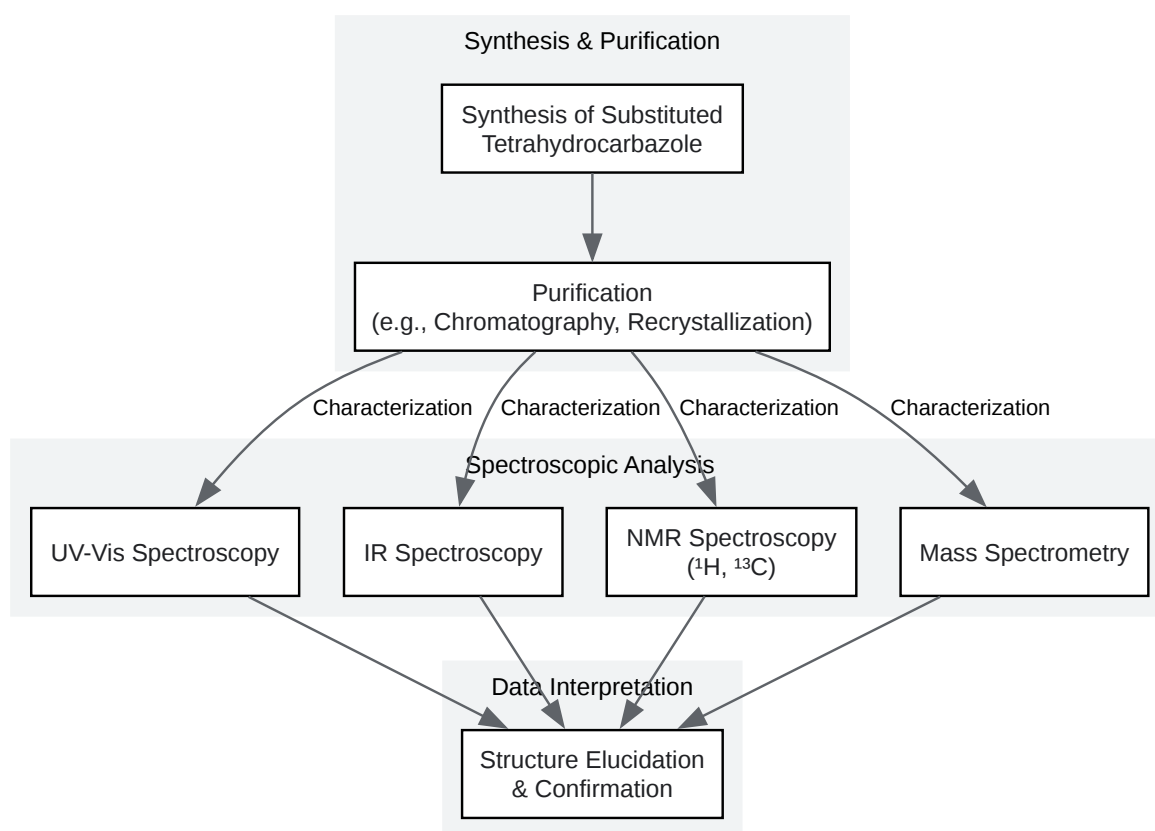 Synthesis & Purification
Synthesis of Substituted
Tetrahydrocarbazole
Purification
(e.g., Chromatography, Recrystallization)
Characterization
Characterization
Characterization
Characterization
Spectroscopic Analysis
UV-Vis Spectroscopy
IR Spectroscopy
NMR Spectroscopy
(¹H, ¹³C)
Mass Spectrometry
Data Interpretation
Structure Elucidation
& Confirmation